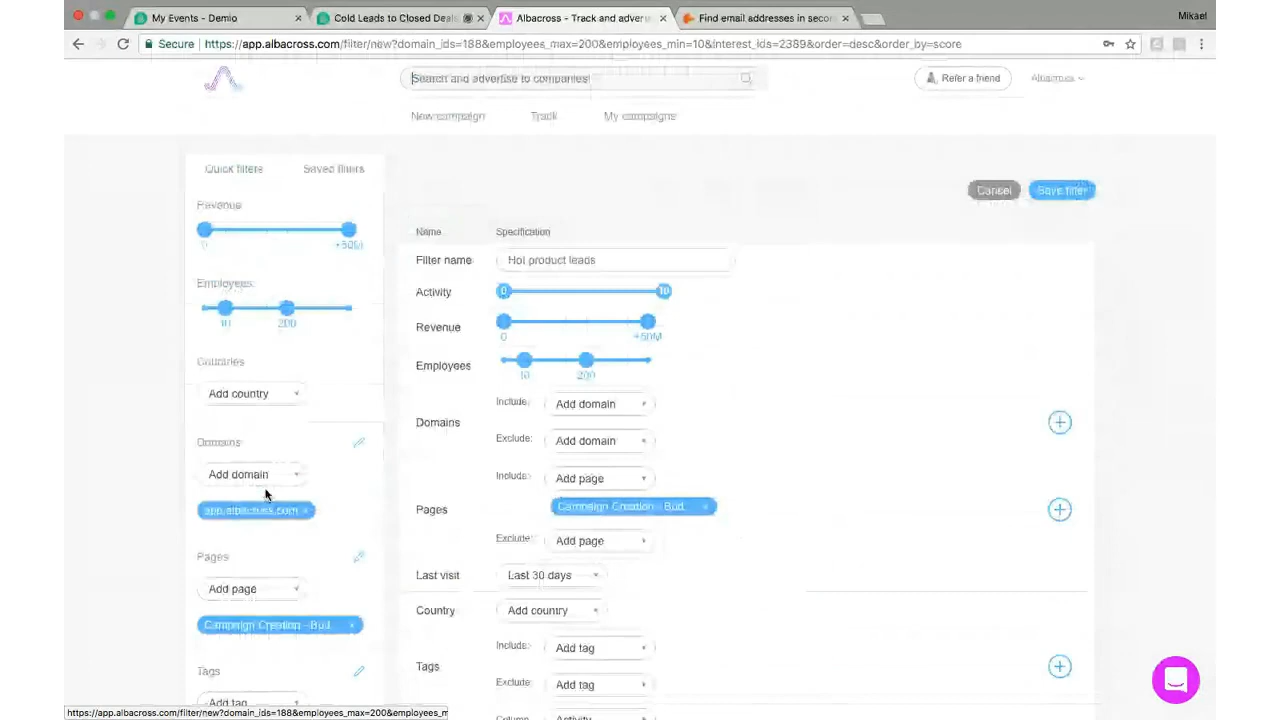 My Events - Demio
Cold Leads to Closed Deals
Albacross - Track and adver
Find email addresses in seco
Mikael
Secure
https://app.albacross.com/filter/new?domain_ids=188&employees_max=200&employees_min=10&interest_ids=2389&order=desc&order_by=score
Search and advertise to companies
Refer a friend
Albacross
New campaign
Track
My campaigns
Quick filters
Saved filters
Cancel
Save filter
Revenue
0
+50M
Employees
10
200
Countries
Add country
Domains
Add domain
app.albacross.com
Pages
Add page
Campaign Creation - Bud
Tags
Add tag
Name
Specification
Filter name
Hot product leads
Activity
0
10
Revenue
0
+50M
Employees
10
200
Domains
Include:
Add domain
Exclude:
Add domain
Pages
Include:
Add page
Campaign Creation - Bud
Exclude:
Add page
Last visit
Last 30 days
Country
Add country
Tags
Include:
Add tag
Exclude:
Add tag
Column
Activity
https://app.albacross.com/filter/new?domain_ids=188&employees_max=200&employees_m